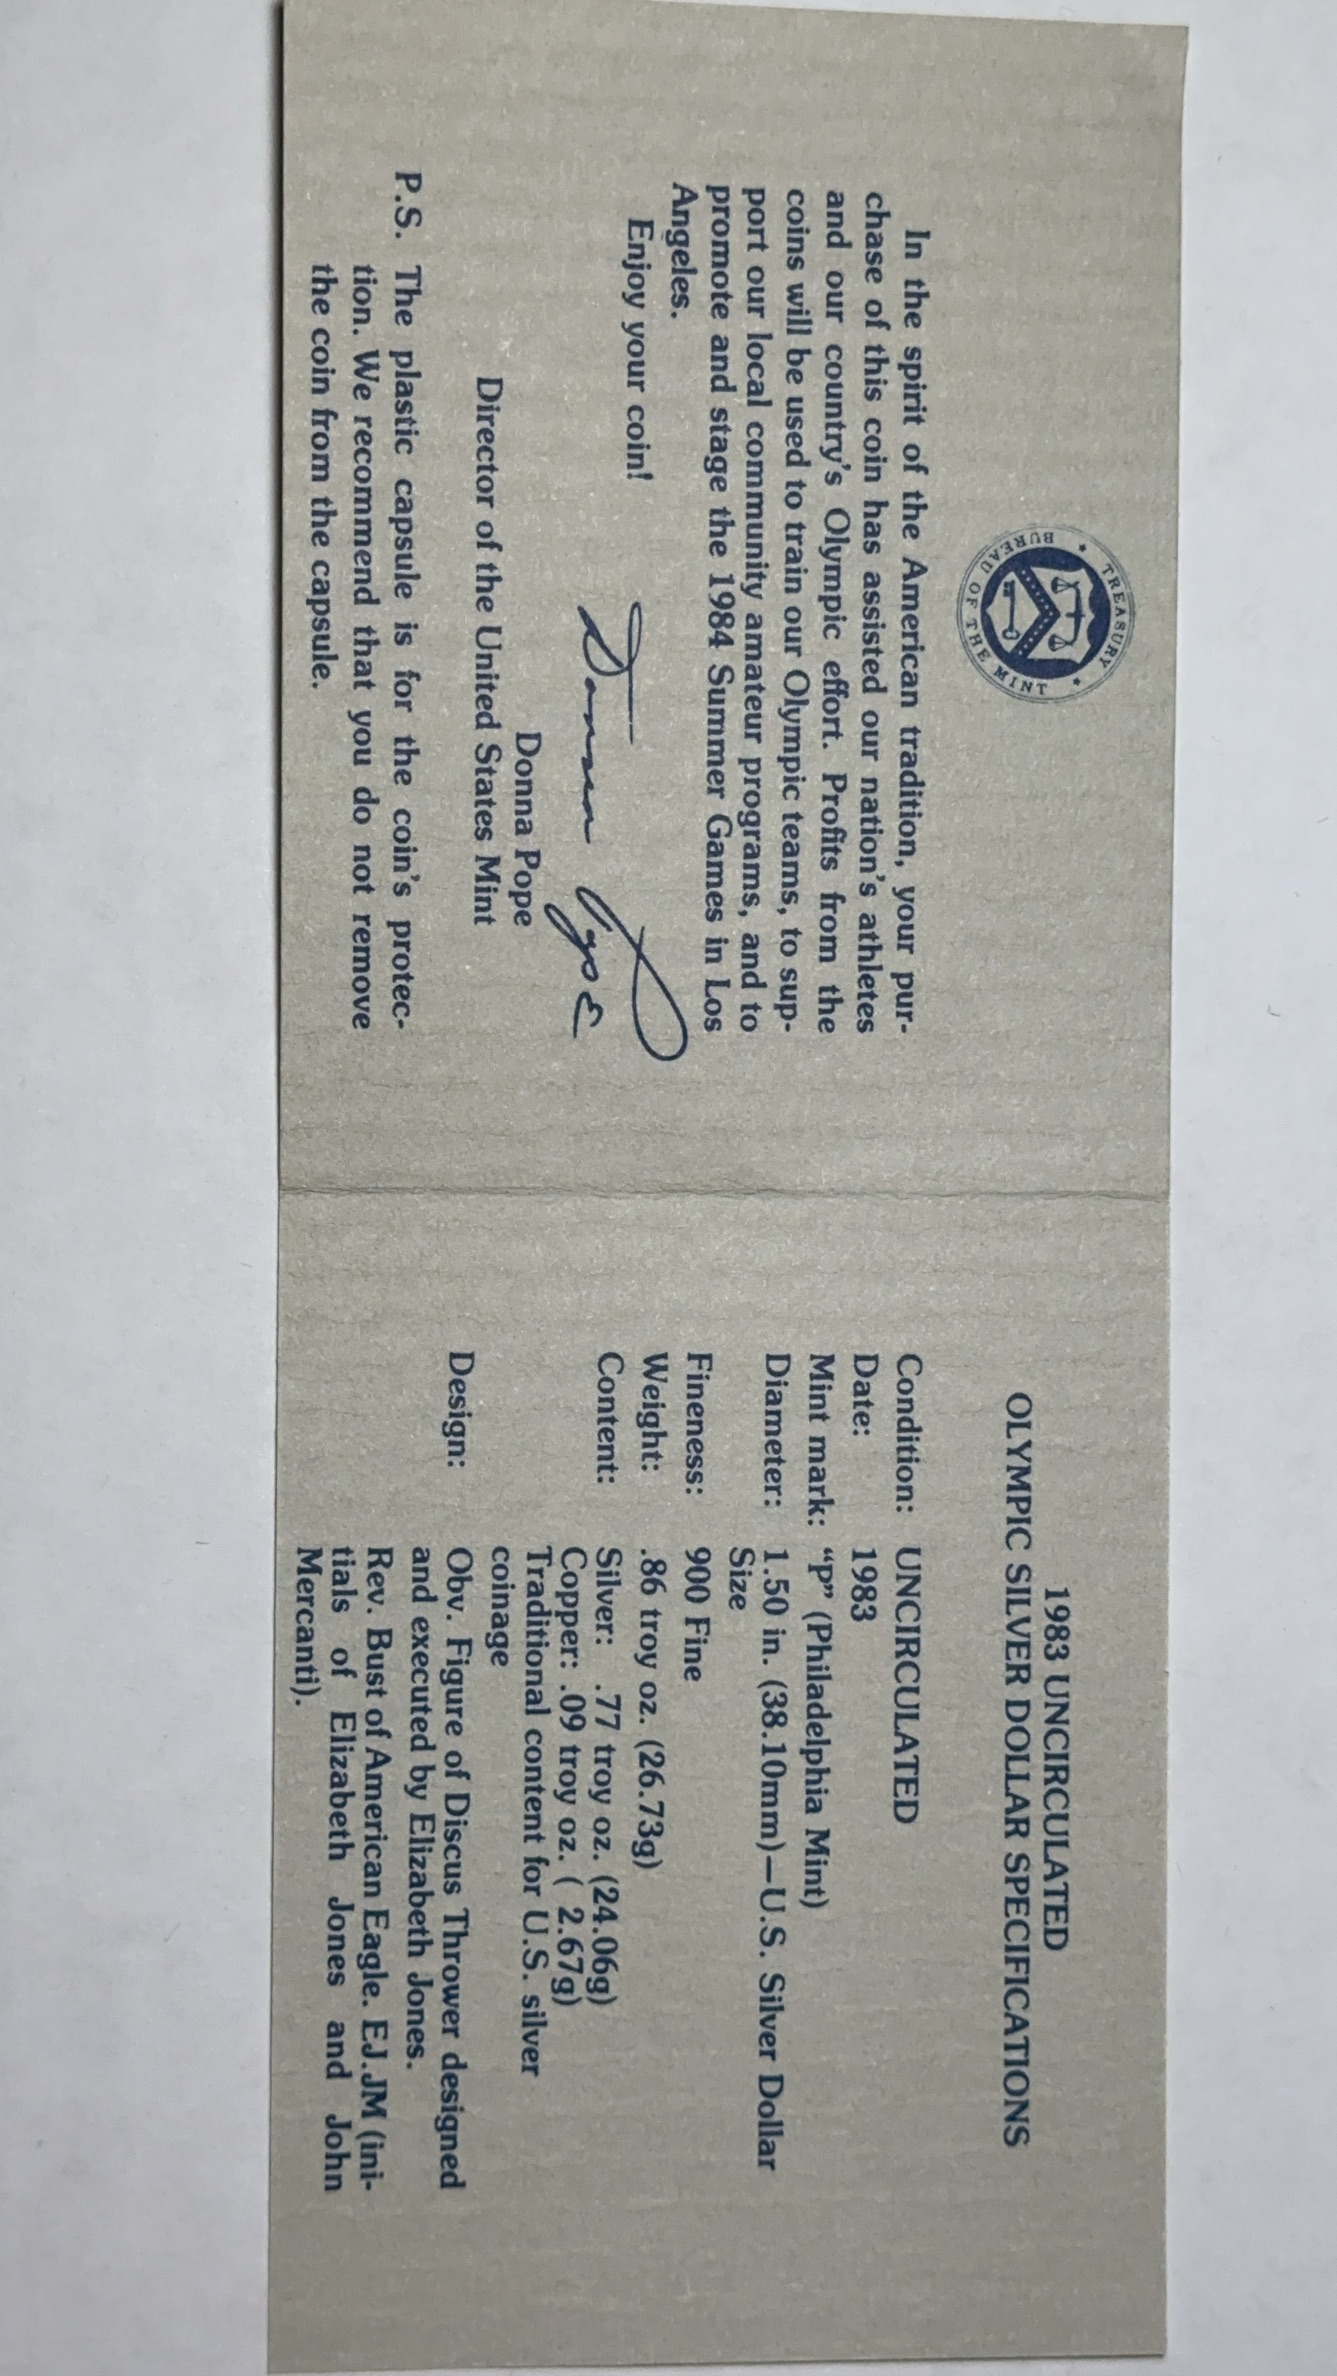 TREASURY
BUREAU OF THE MINT
In the spirit of the American tradition, your pur-
chase of this coin has assisted our nation's athletes
and our country's Olympic effort. Profits from the
coins will be used to train our Olympic teams, to sup-
port our local community amateur programs, and to
promote and stage the 1984 Summer Games in Los
Angeles.
Enjoy your coin!
Donna Pope
Donna Pope
Director of the United States Mint
P.S. The plastic capsule is for the coin's protec-
tion. We recommend that you do not remove
the coin from the capsule.
1983 UNCIRCULATED
OLYMPIC SILVER DOLLAR SPECIFICATIONS
Condition: UNCIRCULATED
Date: 1983
Mint mark: "P" (Philadelphia Mint)
Diameter: 1.50 in. (38.10mm)—U.S. Silver Dollar
Size
Fineness: 900 Fine
Weight: .86 troy oz. (26.73g)
Content: Silver: .77 troy oz. (24.06g)
Copper: .09 troy oz. ( 2.67g)
Traditional content for U.S. silver
coinage
Design: Obv. Figure of Discus Thrower designed
and executed by Elizabeth Jones.
Rev. Bust of American Eagle. EJ.JM (ini-
tials of Elizabeth Jones and John
Mercanti).